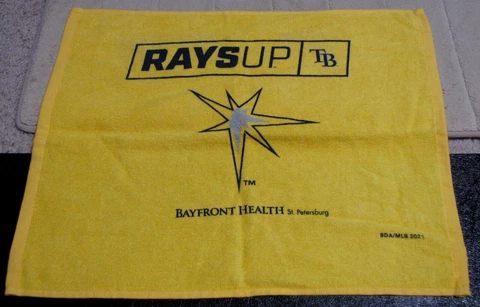 RAYSUP TB
TM
BAYFRONT HEALTH St. Petersburg
SGA/MLB 2021